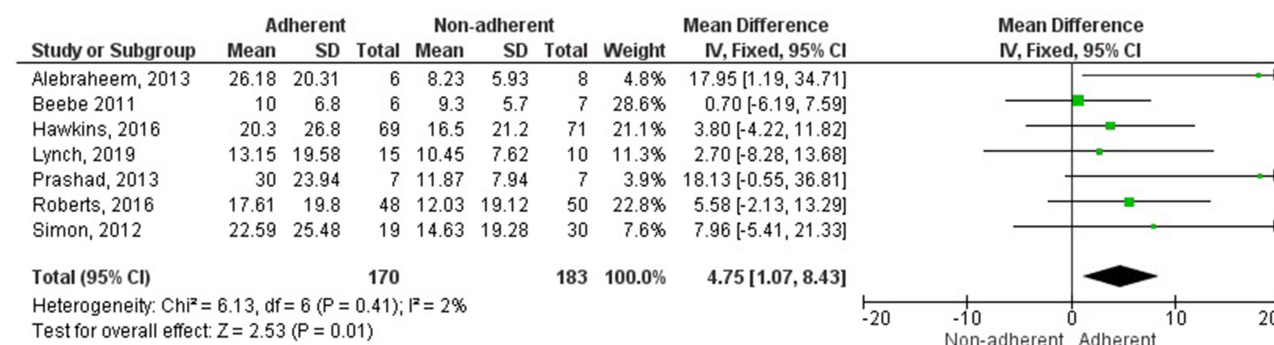 Adherent Non-adherent Mean Difference Mean Difference
Study or Subgroup Mean SD Total Mean SD Total Weight IV, Fixed, 95% CI IV, Fixed, 95% CI
Alebraheem, 2013 26.18 20.31 6 8.23 5.93 8 4.8% 17.95 [1.19, 34.71]
Beebe 2011 10 6.8 6 9.3 5.7 7 28.6% 0.70 [-6.19, 7.59]
Hawkins, 2016 20.3 26.8 69 16.5 21.2 71 21.1% 3.80 [-4.22, 11.82]
Lynch, 2019 13.15 19.58 15 10.45 7.62 10 11.3% 2.70 [-8.28, 13.68]
Prashad, 2013 30 23.94 7 11.87 7.94 7 3.9% 18.13 [-0.55, 36.81]
Roberts, 2016 17.61 19.8 48 12.03 19.12 50 22.8% 5.58 [-2.13, 13.29]
Simon, 2012 22.59 25.48 19 14.63 19.28 30 7.6% 7.96 [-5.41, 21.33]
Total (95% CI) 170 183 100.0% 4.75 [1.07, 8.43]
Heterogeneity: Chi² = 6.13, df = 6 (P = 0.41); I² = 2%
Test for overall effect: Z = 2.53 (P = 0.01)
-20 -10 0 10 20
Non-adherent Adherent